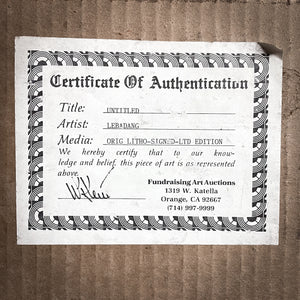 Certificate Of Authentication
Title: UNTITLED
Artist: LEBADANG
Media: ORIG LITHO-SIGNED-LTD EDITION
We hereby certify that to our know-
ledge and belief, this piece of art is as represented
above.
Fundraising Art Auctions
1319 W. Katella
Orange, CA 92667
(714) 997-9999